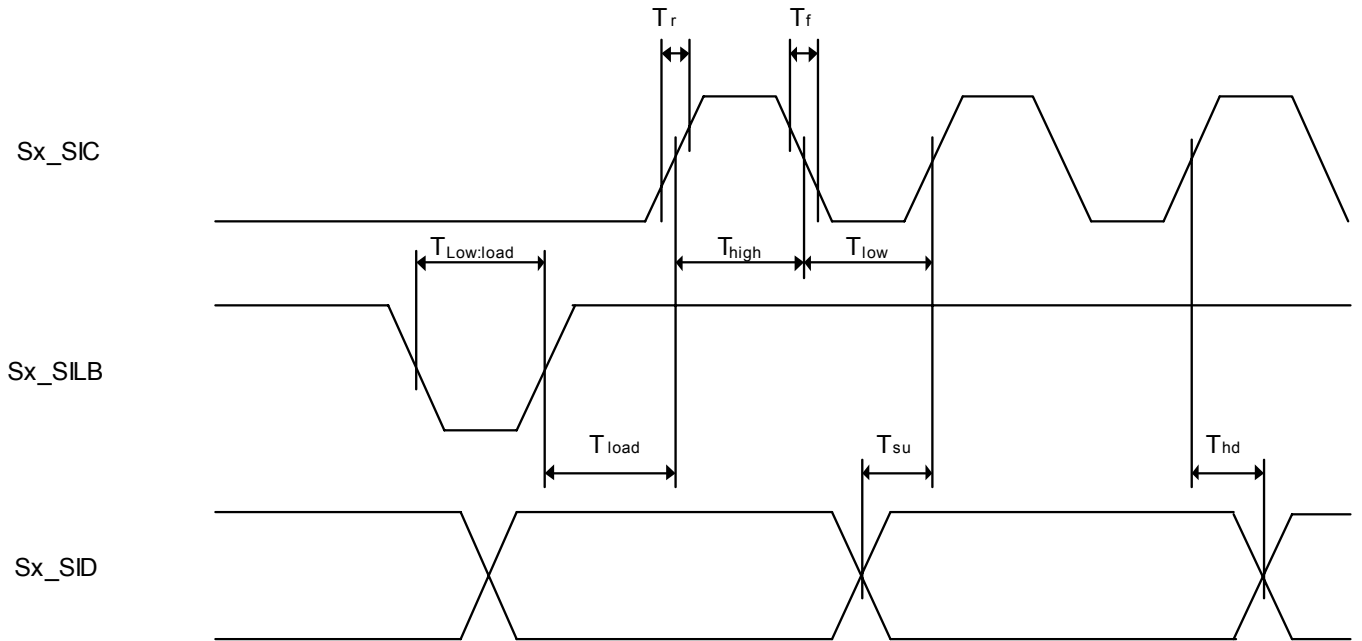 Tr
Tf
Sx_SIC
TLow:load
Thigh
Tlow
Sx_SILB
Tload
Tsu
Thd
Sx_SID